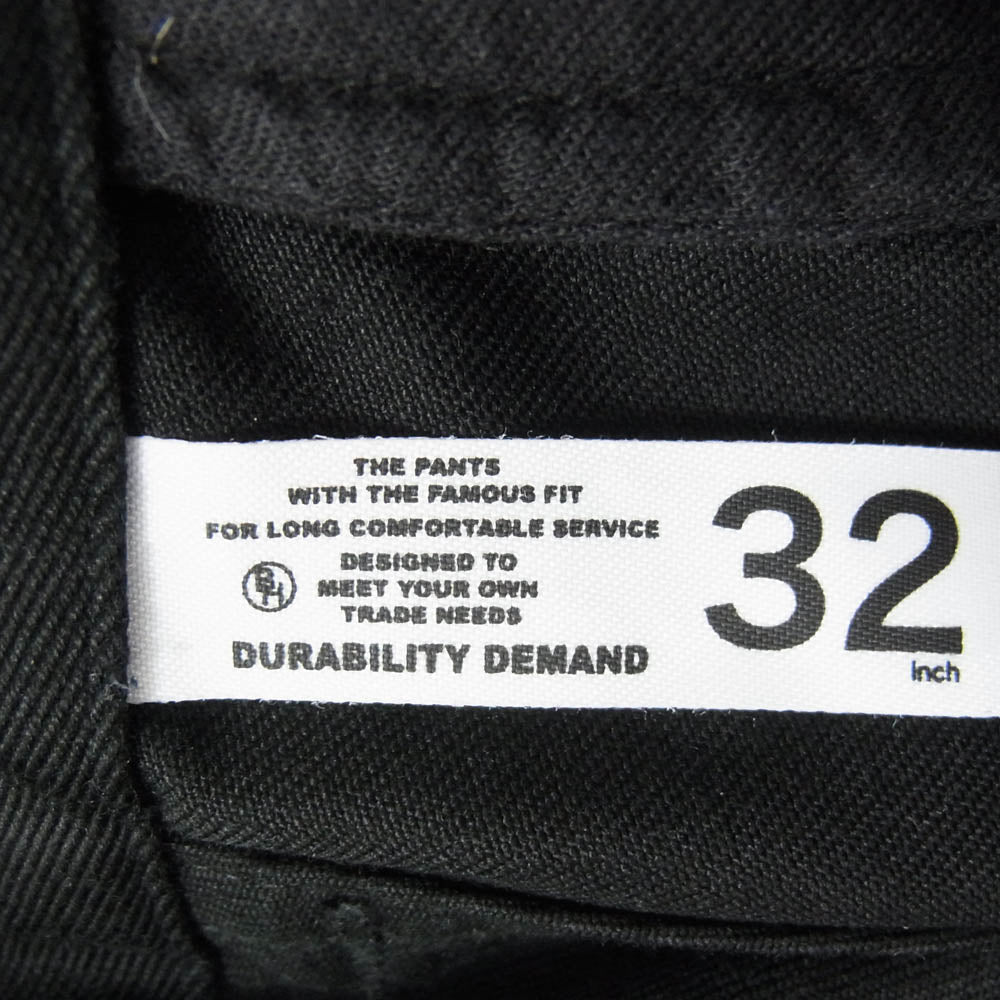 THE PANTS
WITH THE FAMOUS FIT
FOR LONG COMFORTABLE SERVICE
DESIGNED TO
MEET YOUR OWN
TRADE NEEDS
DURABILITY DEMAND
32
inch